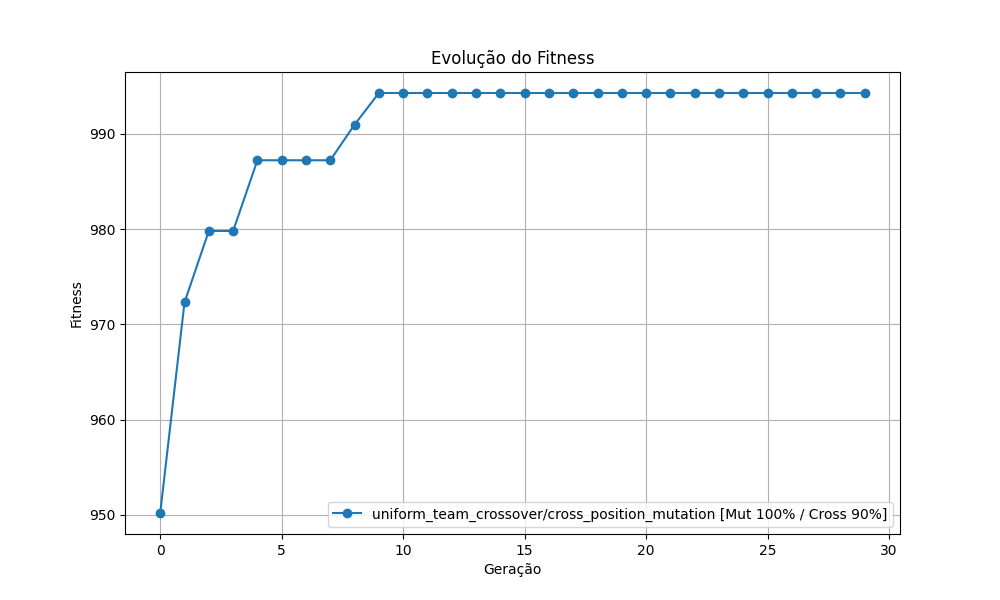 Evolução do Fitness
Fitness
990
980
970
960
950
uniform_team_crossover/cross_position_mutation [Mut 100% / Cross 90%]
0 5 10 15 20 25 30
Geração